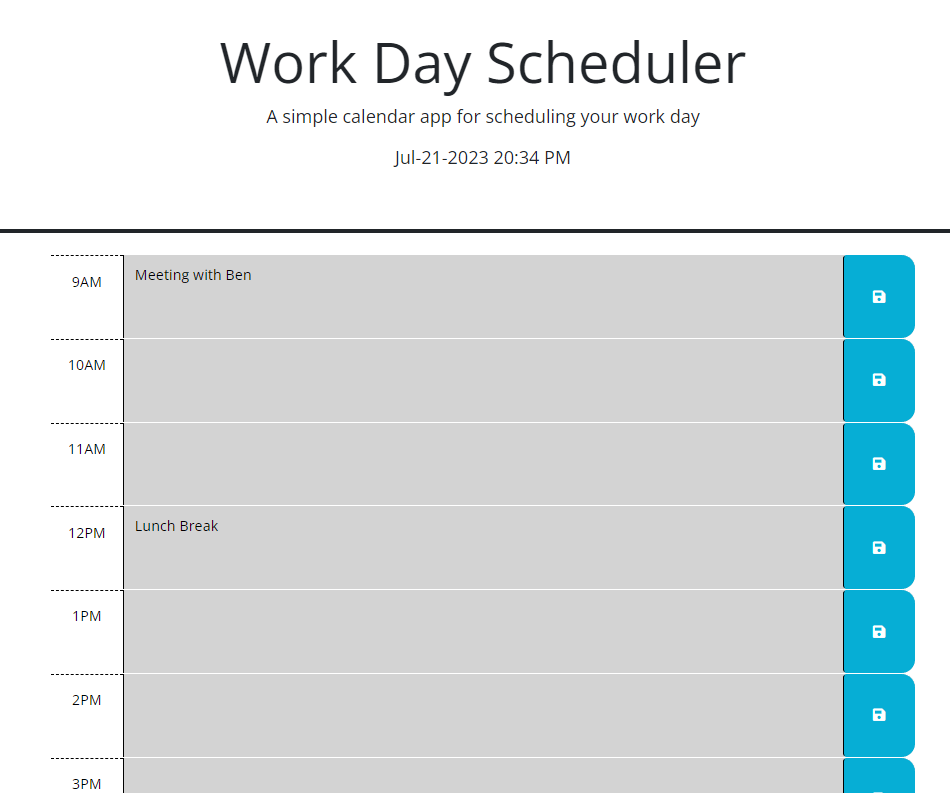 Work Day Scheduler
A simple calendar app for scheduling your work day
Jul-21-2023 20:34 PM
9AM
Meeting with Ben
10AM
11AM
12PM
Lunch Break
1PM
2PM
3PM